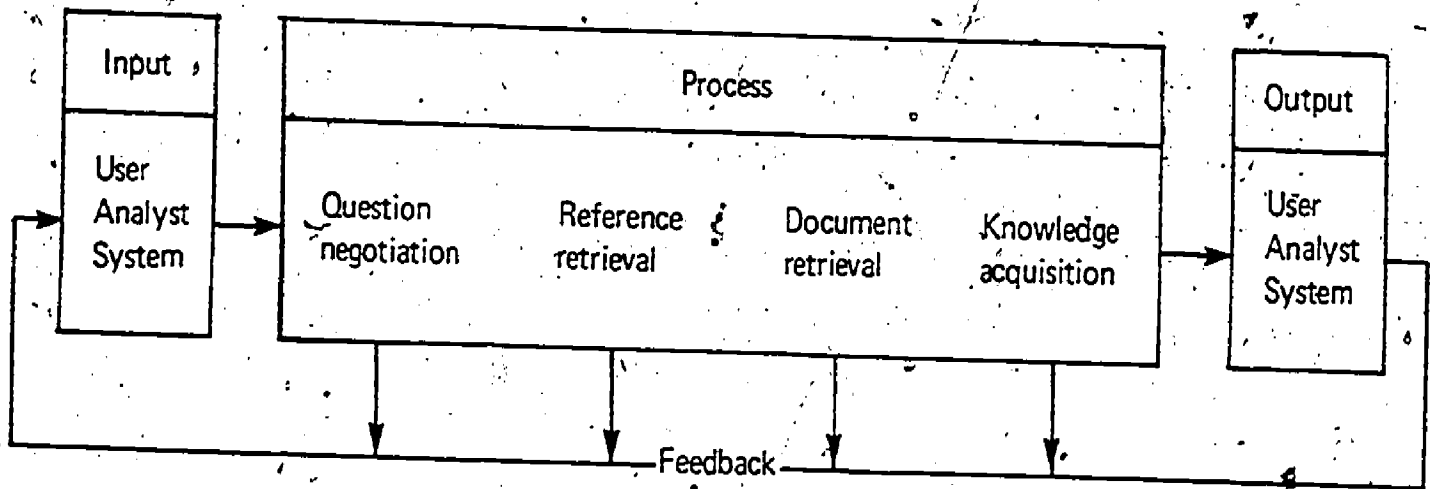 Input
User
Analyst
System
Process
Question
negotiation
Reference
retrieval
Document
retrieval
Knowledge
acquisition
Output
User
Analyst
System
Feedback